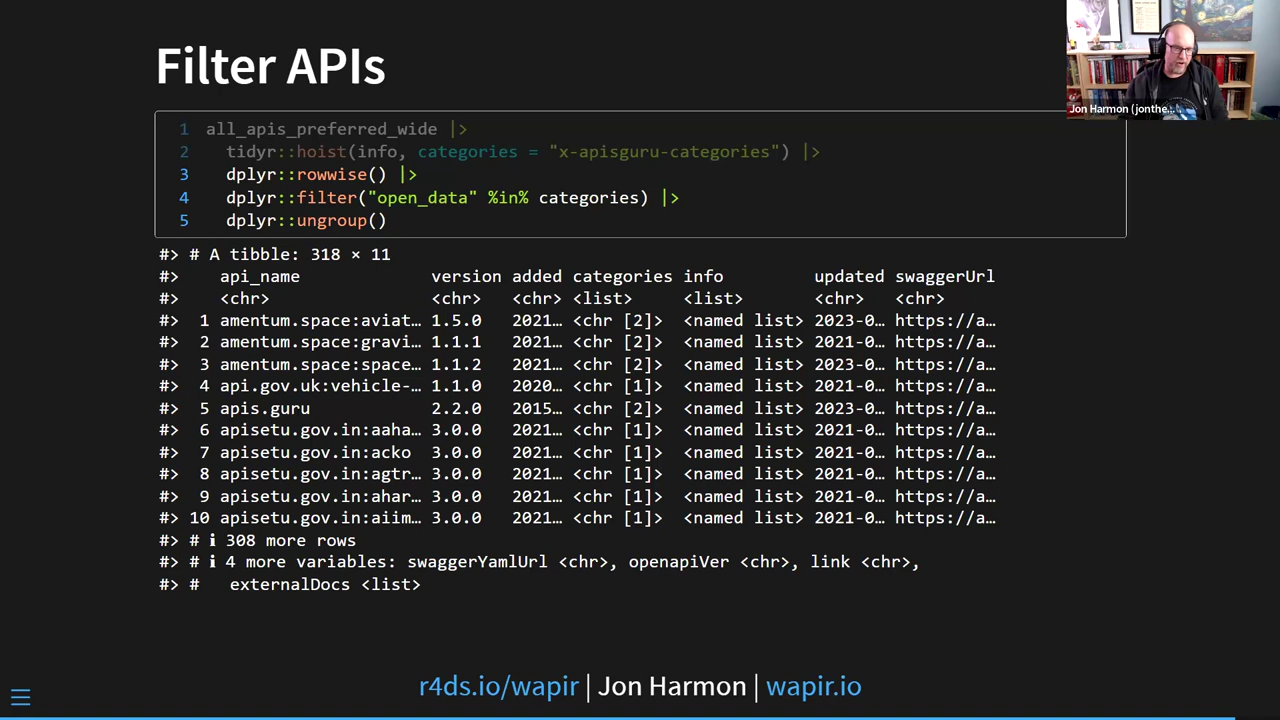 Filter APIs
Jon Harmon (jonthe...
1 all_apis_preferred_wide |>
2 tidyr::hoist(info, categories = "x-apisguru-categories") |>
3 dplyr::rowwise() |>
4 dplyr::filter("open_data" %in% categories) |>
5 dplyr::ungroup()
#> # A tibble: 318 × 11
#> api_name version added categories info updated swaggerUrl
#> <chr> <chr> <chr> <list> <list> <chr> <chr>
#> 1 amentum.space:aviat… 1.5.0 2021… <chr [2]> <named list> 2023-0… https://a…
#> 2 amentum.space:gravi… 1.1.1 2021… <chr [2]> <named list> 2021-0… https://a…
#> 3 amentum.space:space… 1.1.2 2021… <chr [2]> <named list> 2023-0… https://a…
#> 4 api.gov.uk:vehicle-… 1.1.0 2020… <chr [1]> <named list> 2021-0… https://a…
#> 5 apis.guru 2.2.0 2015… <chr [2]> <named list> 2023-0… https://a…
#> 6 apisetu.gov.in:aaha… 3.0.0 2021… <chr [1]> <named list> 2021-0… https://a…
#> 7 apisetu.gov.in:acko 3.0.0 2021… <chr [1]> <named list> 2021-0… https://a…
#> 8 apisetu.gov.in:agtr… 3.0.0 2021… <chr [1]> <named list> 2021-0… https://a…
#> 9 apisetu.gov.in:ahar… 3.0.0 2021… <chr [1]> <named list> 2021-0… https://a…
#> 10 apisetu.gov.in:aiim… 3.0.0 2021… <chr [1]> <named list> 2021-0… https://a…
#> # ℹ 308 more rows
#> # ℹ 4 more variables: swaggerYamlUrl <chr>, openapiVer <chr>, link <chr>,
#> # externalDocs <list>
r4ds.io/wapir | Jon Harmon | wapir.io